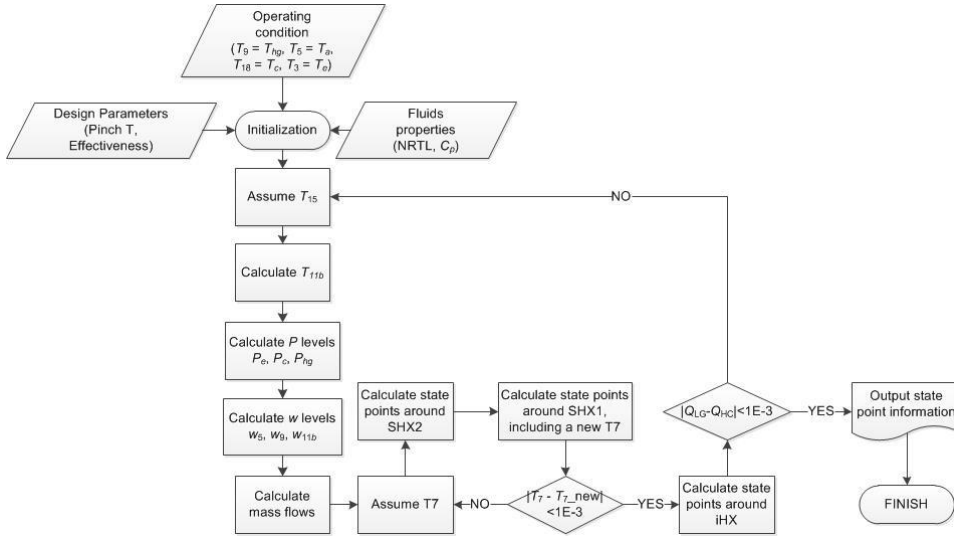 Operating
condition
(T9 = Thg, T5 = Ta,
T18 = Tc, T3 = Te)
Design Parameters
(Pinch T,
Effectiveness)
Initialization
Fluids
properties
(NRTL, Cp)
Assume T15
NO
Calculate T11b
Calculate P levels
Pe, Pc, Phg
Calculate w levels
w5, w9, w11b
Calculate
mass flows
Assume T7
Calculate state
points around
SHX2
Calculate state points
around SHX1,
including a new T7
|T7 - T7_new|
<1E-3
NO
YES
Calculate state
points around
iHX
|QLG-QHC|<1E-3
YES
Output state
point information
FINISH